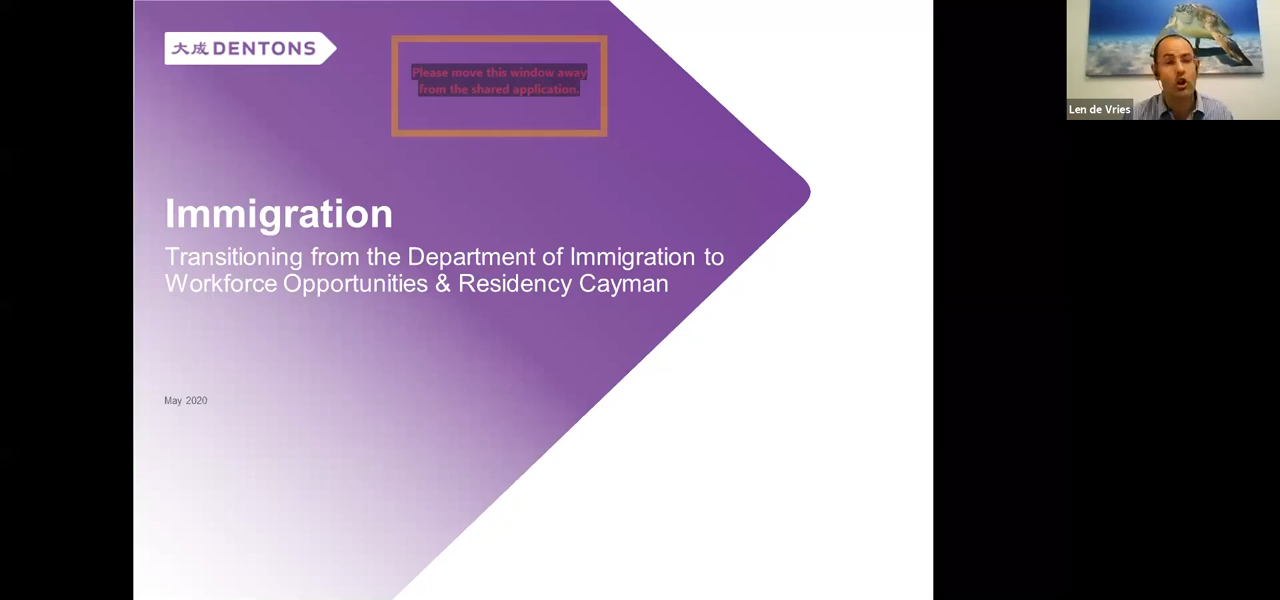 大成 DENTONS
Please move this window away
from the shared application.
Len de Vries
Immigration
Transitioning from the Department of Immigration to
Workforce Opportunities & Residency Cayman
May 2020